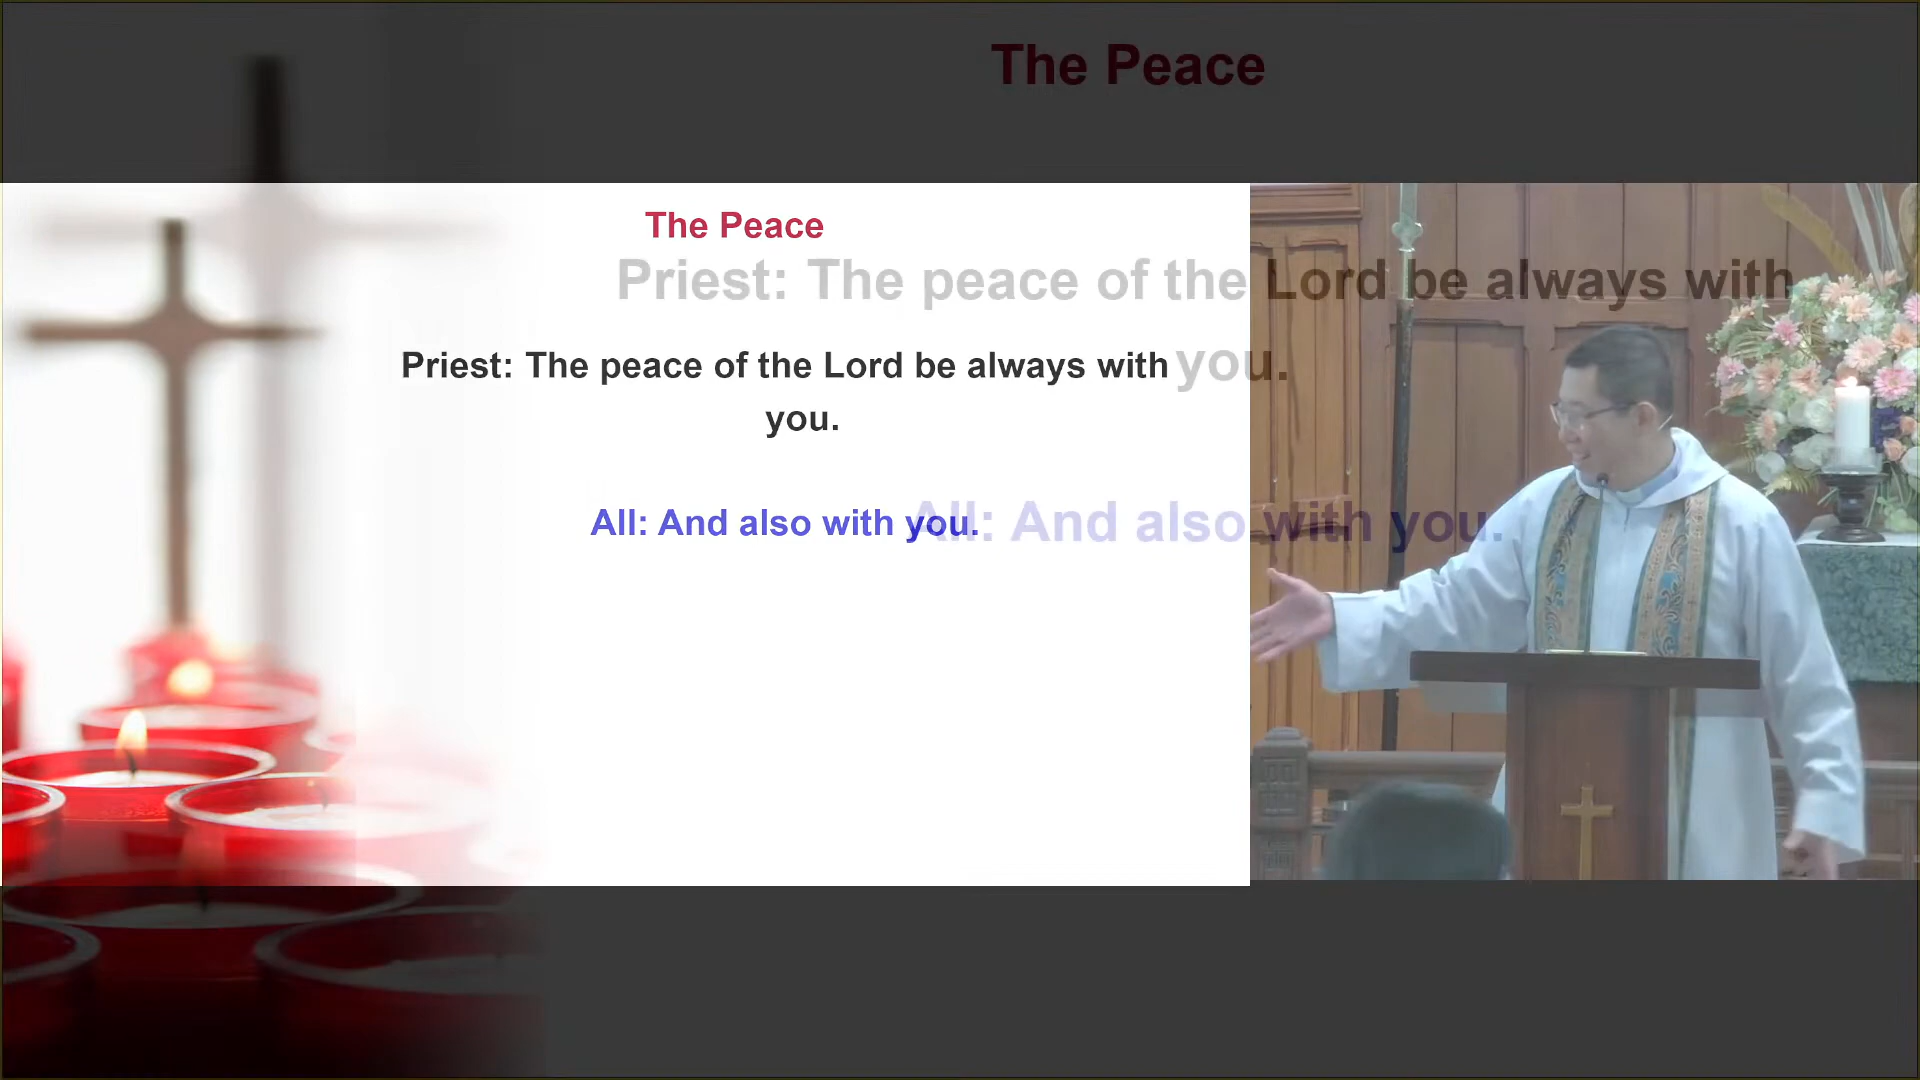 The Peace
The Peace
Priest: The peace of the Lord be always with
you.
Priest: The peace of the Lord be always with
you.
All: And also with you.
All: And also with you.